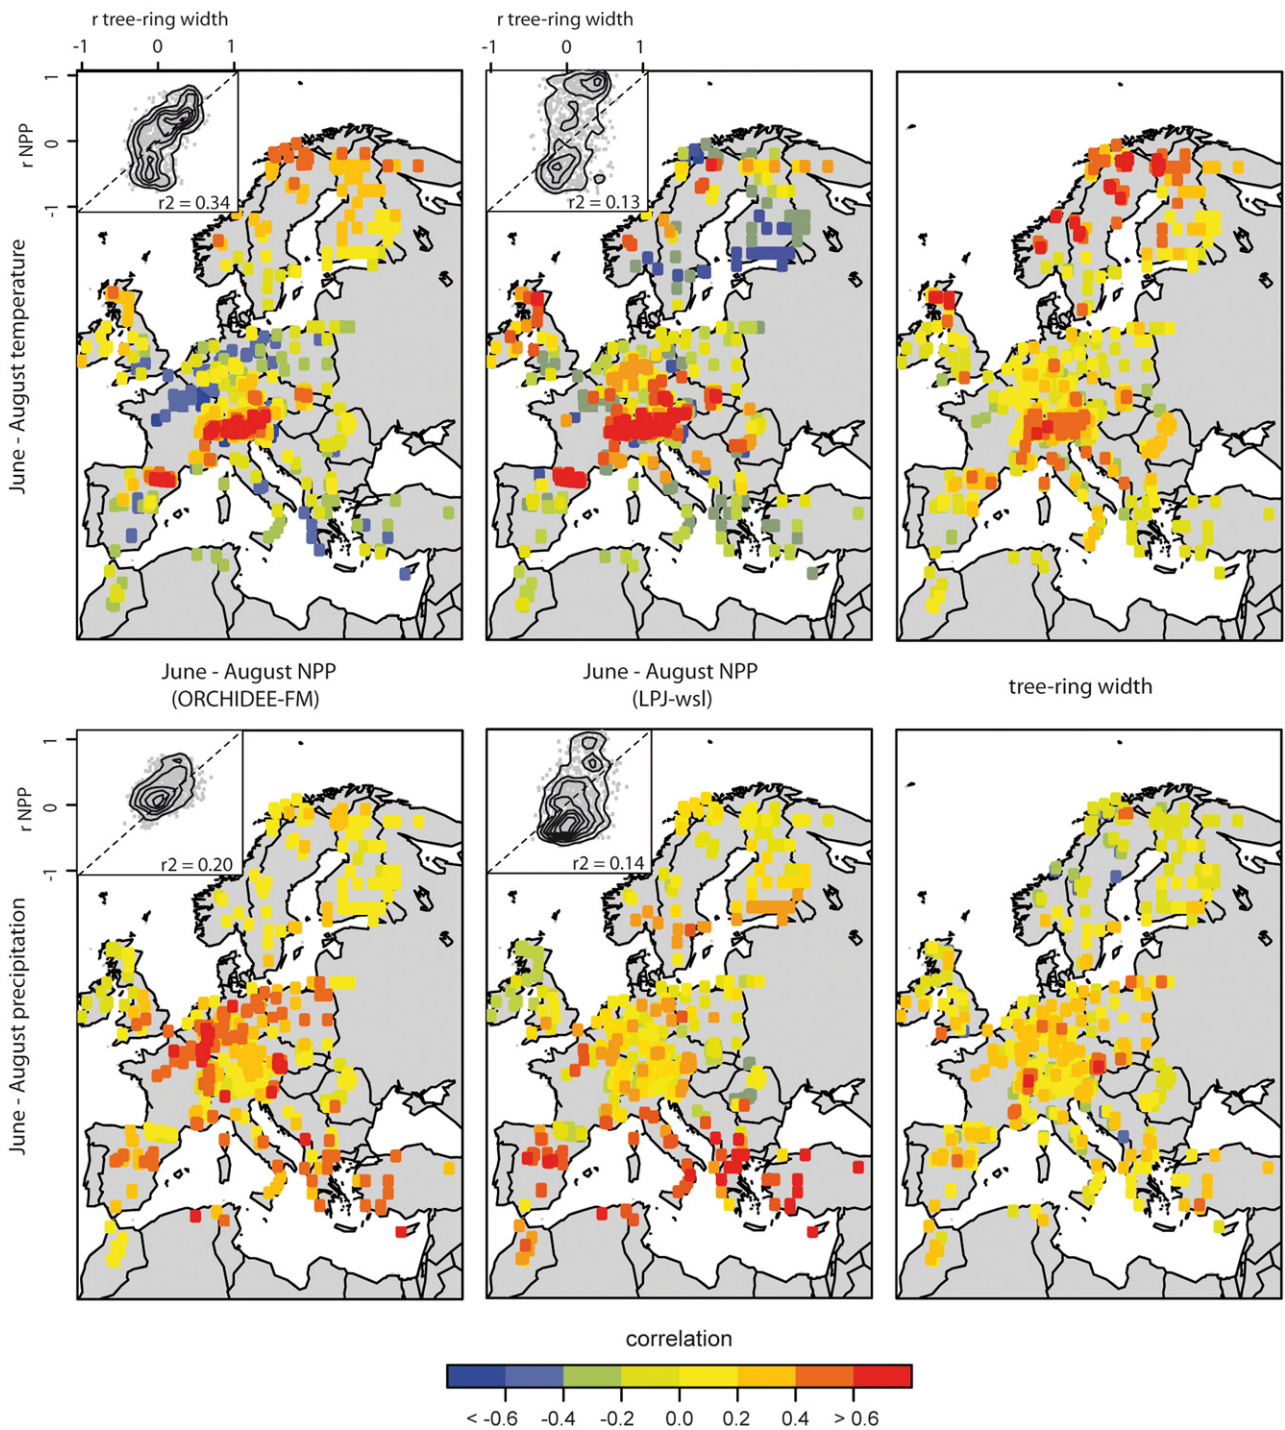 r tree-ring width
r tree-ring width
-1 0 1
-1 0 1
1
0
-1
r NPP
r2 = 0.34
r2 = 0.13
June - August temperature
June - August NPP
(ORCHIDEE-FM)
June - August NPP
(LPJ-wsl)
tree-ring width
1
0
-1
r NPP
r2 = 0.20
r2 = 0.14
June - August precipitation
correlation
< -0.6 -0.4 -0.2 0.0 0.2 0.4 > 0.6